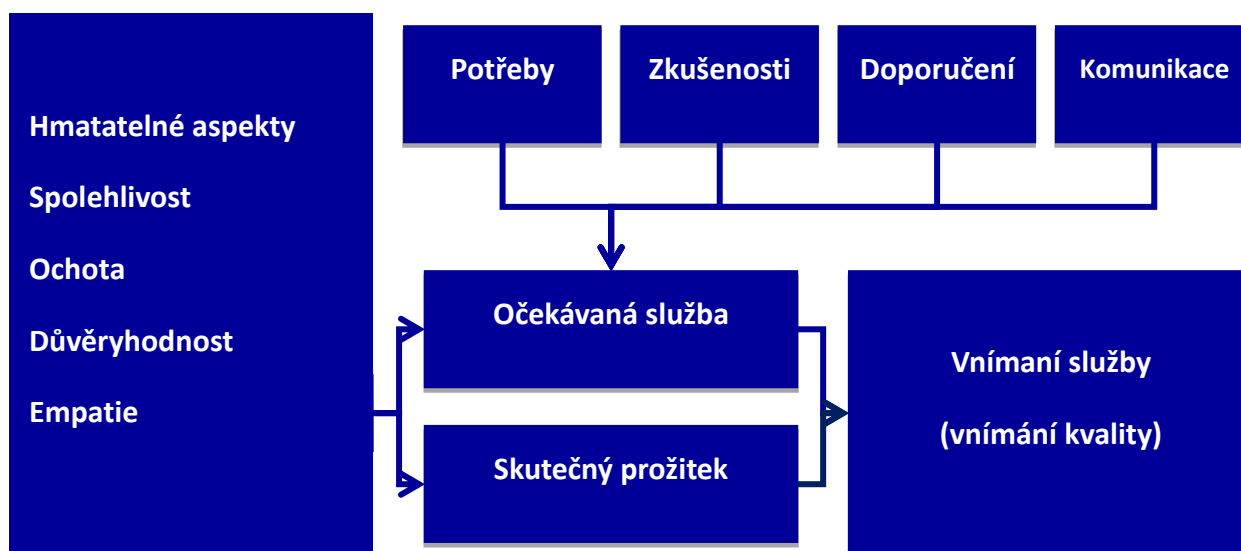 Hmatatelné aspekty
Spolehlivost
Ochota
Důvěryhodnost
Empatie
Potřeby
Zkušenosti
Doporučení
Komunikace
Očekávaná služba
Skutečný prožitek
Vnímaní služby
(vnímání kvality)